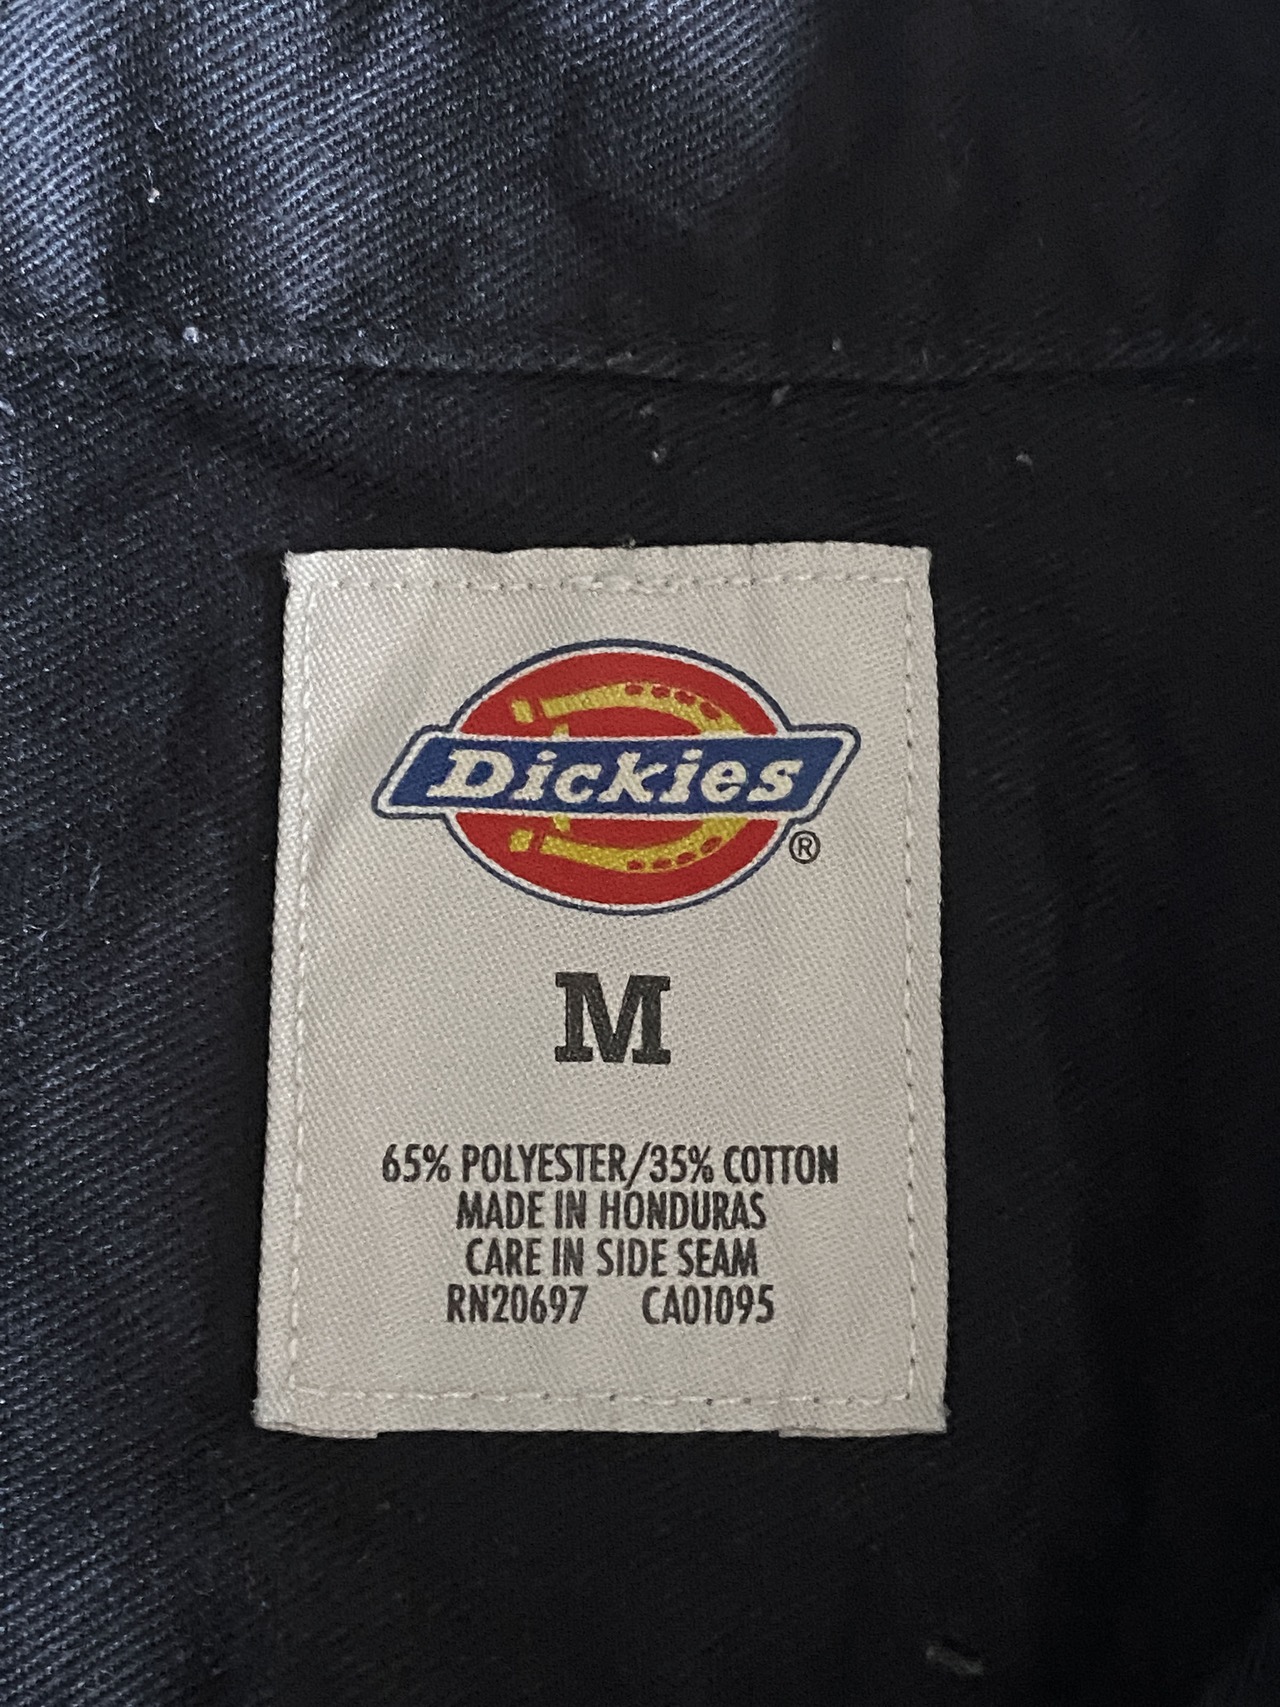 Dickies
®
M
65% POLYESTER/35% COTTON
MADE IN HONDURAS
CARE IN SIDE SEAM
RN20697 CA01095